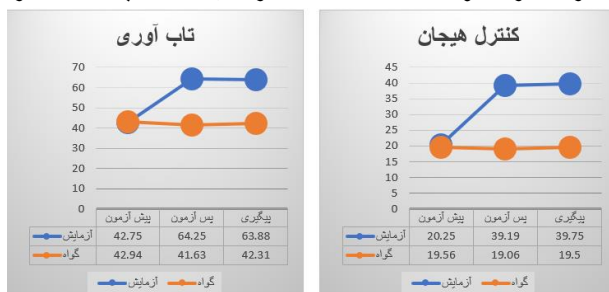 تاب آوری
70
60
50
40
30
20
10
0
پیش آزمون پس آزمون پیگیری
آزمایش 42.75 64.25 63.88
گواه 42.94 41.63 42.31
آزمایش گواه
کنترل هیجان
45
40
35
30
25
20
15
10
5
0
پیش آزمون پس آزمون پیگیری
آزمایش 20.25 39.19 39.75
گواه 19.56 19.06 19.5
آزمایش گواه